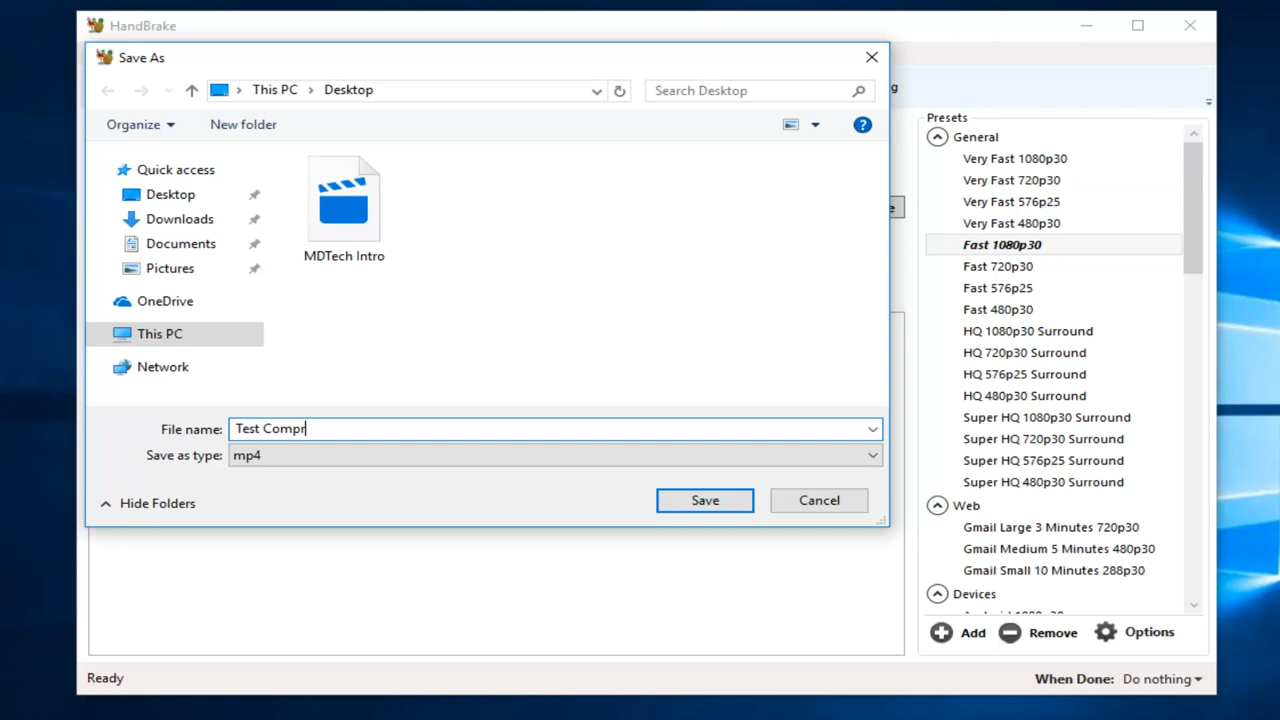 HandBrake
Save As
This PC > Desktop
Search Desktop
Organize
New folder
Quick access
Desktop
Downloads
Documents
Pictures
OneDrive
This PC
Network
MDTech Intro
File name: Test Compr
Save as type: mp4
Hide Folders
Save
Cancel
Presets
General
Very Fast 1080p30
Very Fast 720p30
Very Fast 576p25
Very Fast 480p30
Fast 1080p30
Fast 720p30
Fast 576p25
Fast 480p30
HQ 1080p30 Surround
HQ 720p30 Surround
HQ 576p25 Surround
HQ 480p30 Surround
Super HQ 1080p30 Surround
Super HQ 720p30 Surround
Super HQ 576p25 Surround
Super HQ 480p30 Surround
Web
Gmail Large 3 Minutes 720p30
Gmail Medium 5 Minutes 480p30
Gmail Small 10 Minutes 288p30
Devices
Add
Remove
Options
Ready
When Done: Do nothing